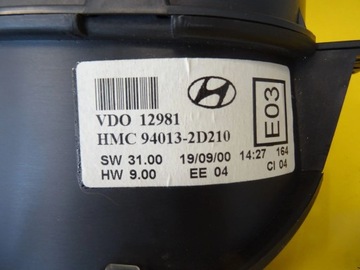 VDO 12981
HMC 94013-2D210
E03
SW 31.00 19/09/00 14:27 164
HW 9.00 EE 04 CI 04